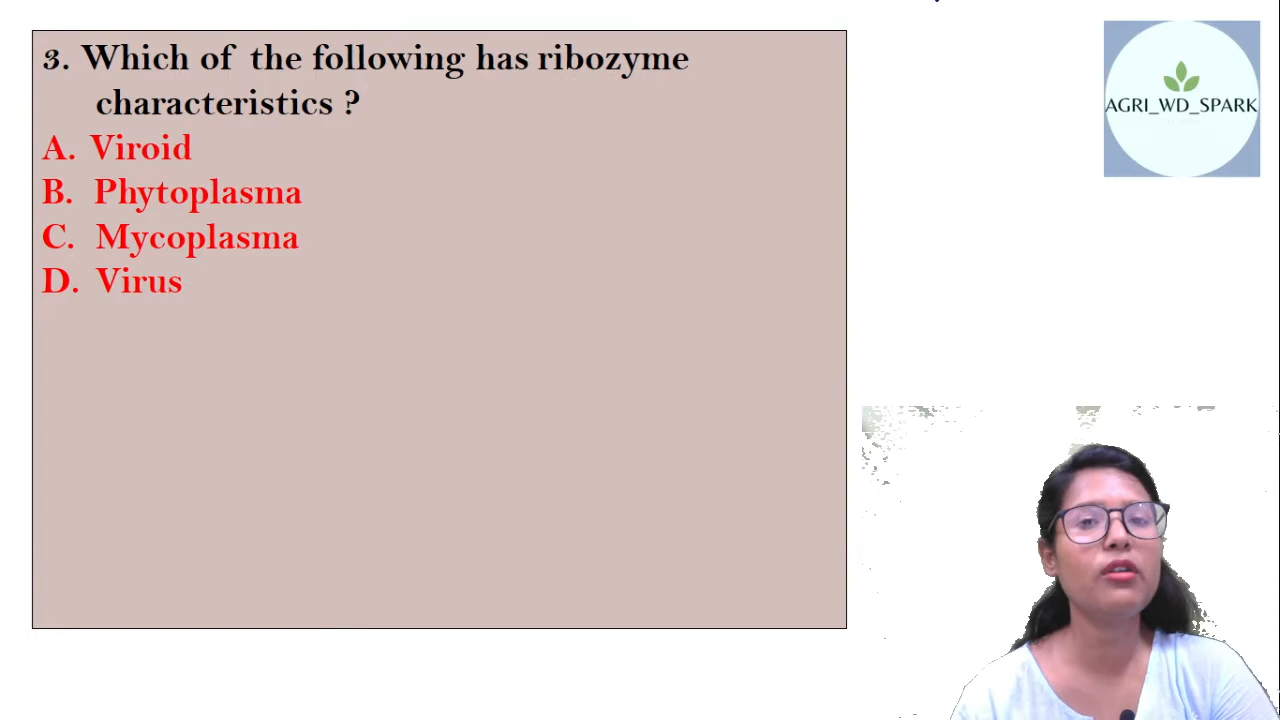 3. Which of the following has ribozyme
characteristics ?
A. Viroid
B. Phytoplasma
C. Mycoplasma
D. Virus
AGRI_WD_SPARK